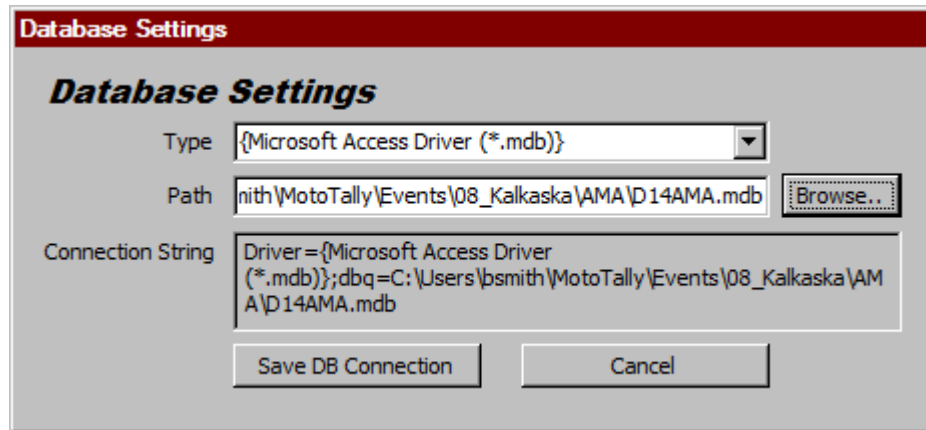 Database Settings
Database Settings
Type {Microsoft Access Driver (*.mdb)}
Path nith\MotoTally\Events\08_Kalkaska\AMA\D14AMA.mdb Browse..
Connection String Driver={Microsoft Access Driver
(*.mdb)};dbq=C:\Users\bsmith\MotoTally\Events\08_Kalkaska\AM
A\D14AMA.mdb
Save DB Connection Cancel